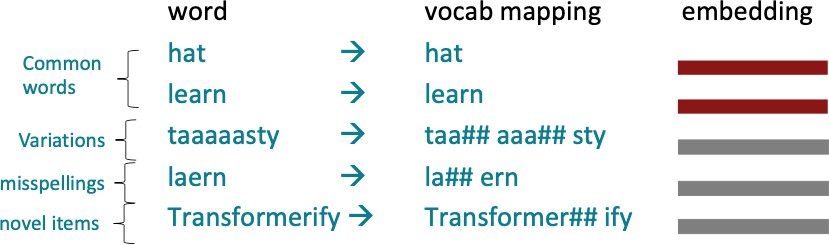 word vocab mapping embedding
Common words hat → hat
learn → learn
Variations taaaaasty → taa## aaa## sty
misspellings laern → la## ern
novel items Transformerify → Transformer## ify